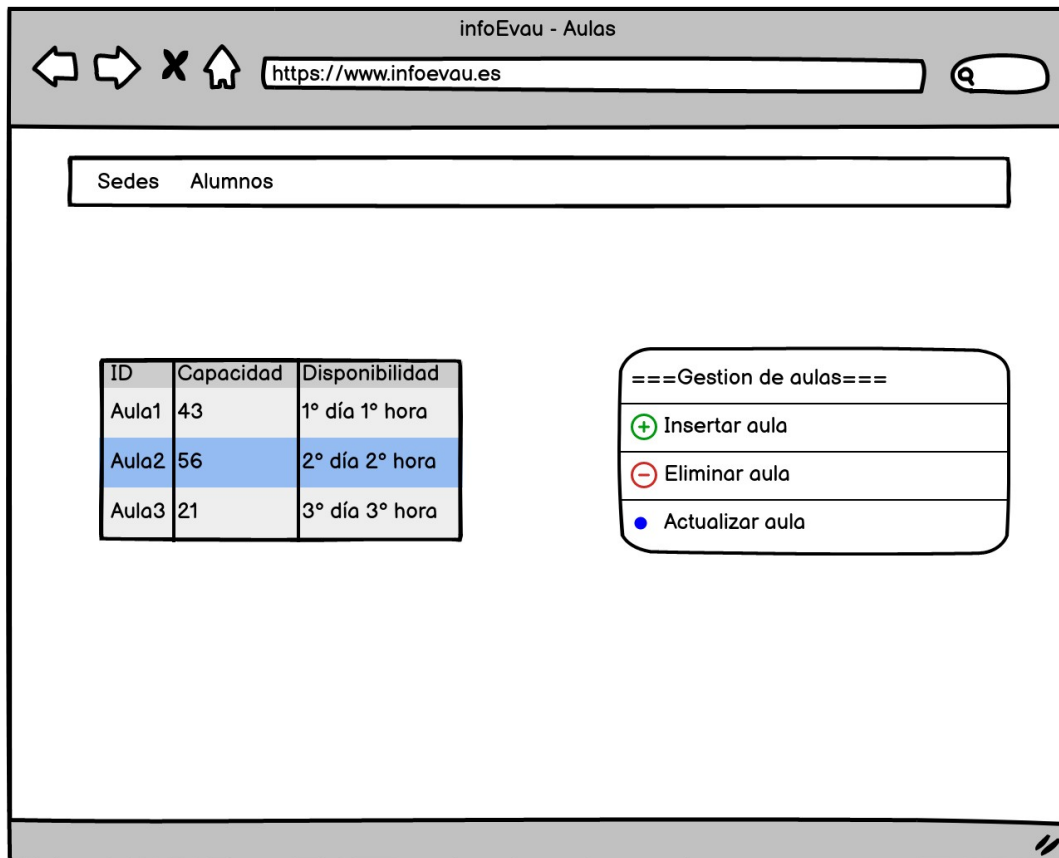 infoEvau - Aulas
https://www.infoevau.es
Sedes Alumnos
ID Capacidad Disponibilidad
Aula1 43 1º día 1º hora
Aula2 56 2º día 2º hora
Aula3 21 3º día 3º hora
===Gestion de aulas===
Insertar aula
Eliminar aula
Actualizar aula